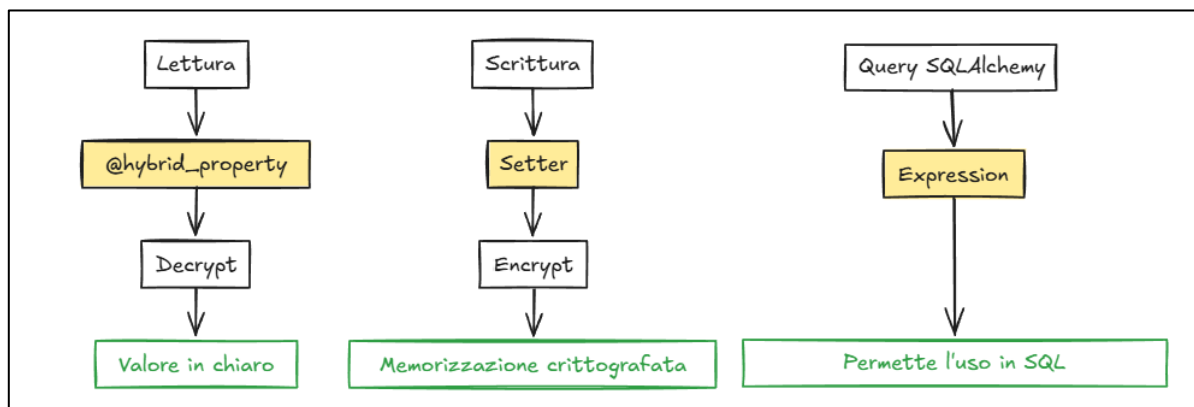 Lettura
@hybrid_property
Decrypt
Valore in chiaro
Scrittura
Setter
Encrypt
Memorizzazione crittografata
Query SQLAlchemy
Expression
Permette l'uso in SQL